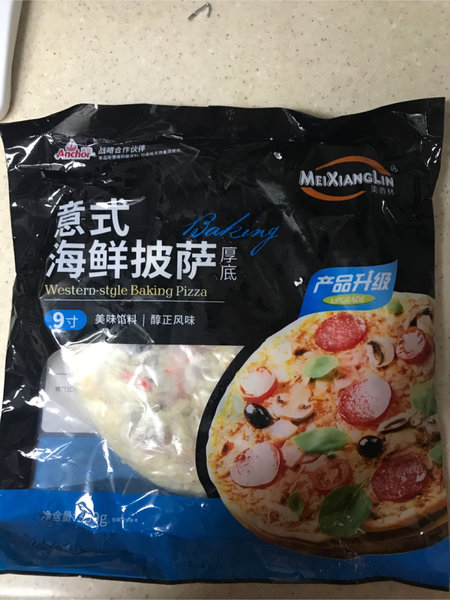 Anchor
战略合作伙伴
MEIXIANGLIN
®
美香林
意式
Baking
海鲜披萨
厚底
Western-style Baking Pizza
产品升级
UPGRADE
9寸
美味馅料 | 醇正风味
净含量